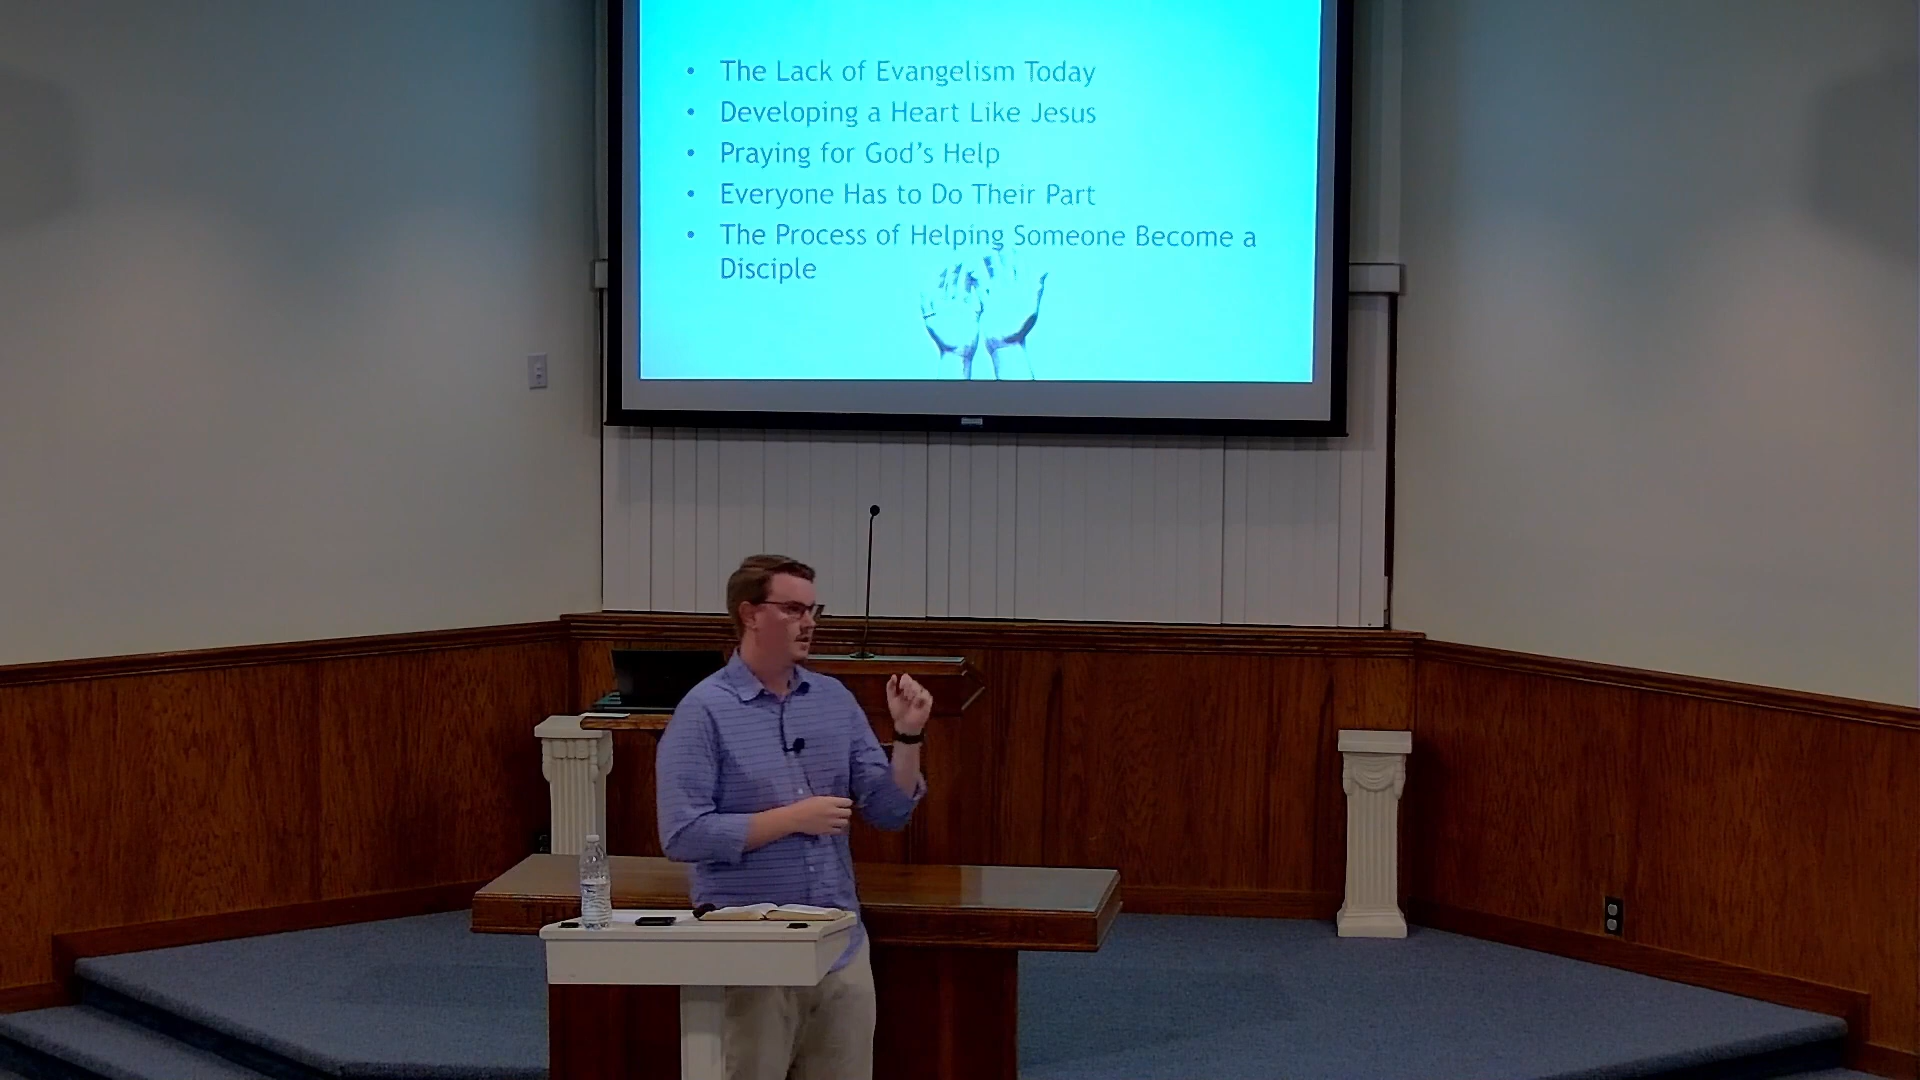 • The Lack of Evangelism Today
• Developing a Heart Like Jesus
• Praying for God's Help
• Everyone Has to Do Their Part
• The Process of Helping Someone Become a
Disciple